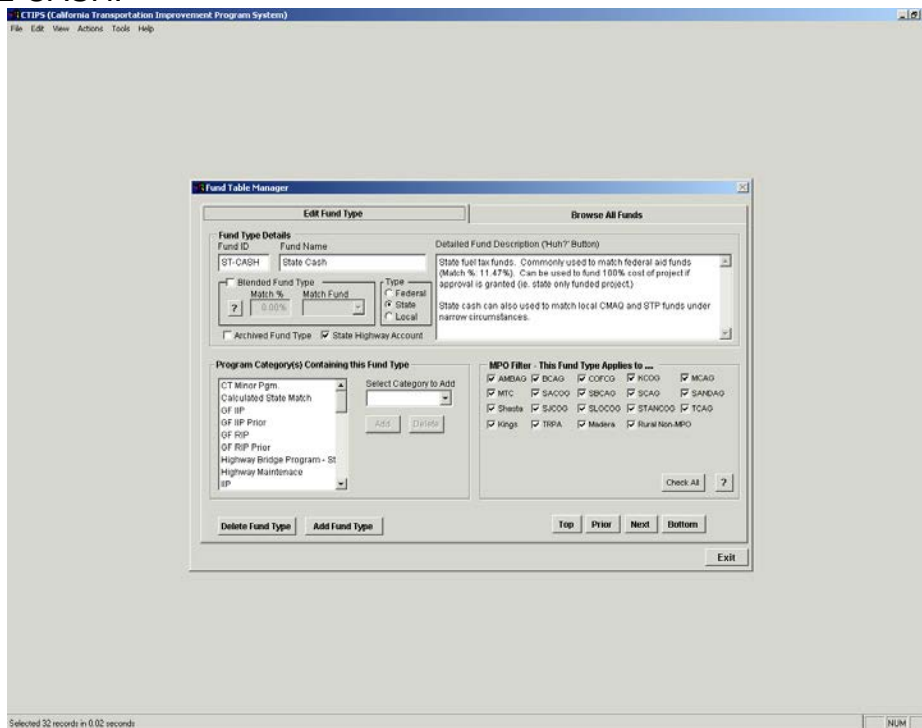 CTIPS (California Transportation Improvement Program System)
File Edit View Actions Tools Help
Fund Table Manager
Edit Fund Type
Browse All Funds
Fund Type Details
Fund ID Fund Name
ST-CASH State Cash
Blended Fund Type
Match % Match Fund
? 0.00%
Type
Federal
State
Local
Archived Fund Type State Highway Account
Detailed Fund Description ('Huh?' Button)
State fuel tax funds. Commonly used to match federal aid funds
(Match %: 11.47%). Can be used to fund 100% cost of project if
approval is granted (ie. state only funded project.)
State cash can also used to match local CMAQ and STP funds under
narrow circumstances.
Program Category(s) Containing this Fund Type
CT Minor Pgm.
Calculated State Match
GF IIP
GF IIP Prior
GF RIP
GF RIP Prior
Highway Bridge Program - St
Highway Maintenace
IIP
Select Category to Add
Add Delete
MPO Filter - This Fund Type Applies to ...
AMBAG BCAG COFCG KCOG MCAG
MTC SACOG SBCAG SCAG SANDAG
Shasta SJCOG SLOCOG STANCOG TCAG
Kings TRPA Madera Rural Non-MPO
Check All ?
Delete Fund Type Add Fund Type
Top Prior Next Bottom
Exit
Selected 32 records in 0.02 seconds
NUM